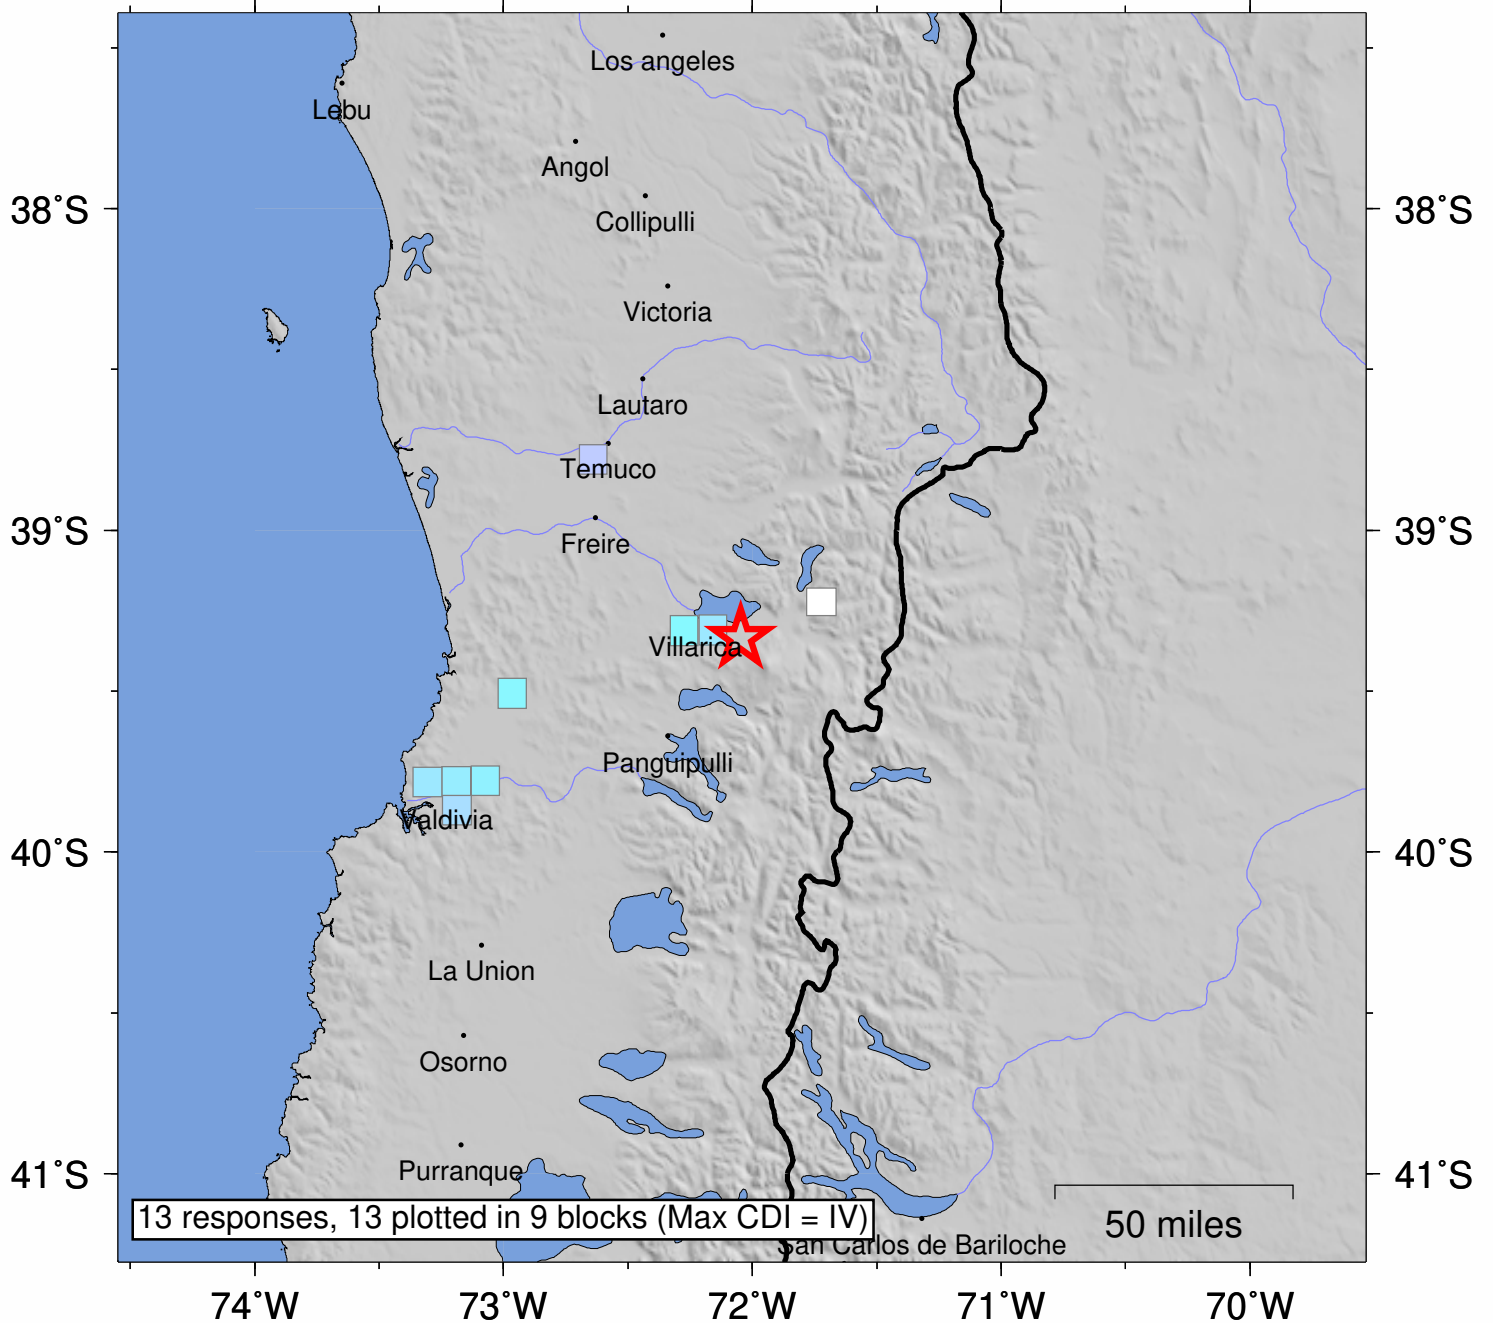 Los angeles
Lebu
Angol
38°S
38°S
Collipulli
Victoria
Lautaro
Temuco
39°S
39°S
Freire
Villarica
Panguipulli
Valdivia
40°S
40°S
La Union
Osorno
Purranque
41°S
41°S
13 responses, 13 plotted in 9 blocks (Max CDI = IV)
50 miles
San Carlos de Bariloche
74°W
73°W
72°W
71°W
70°W